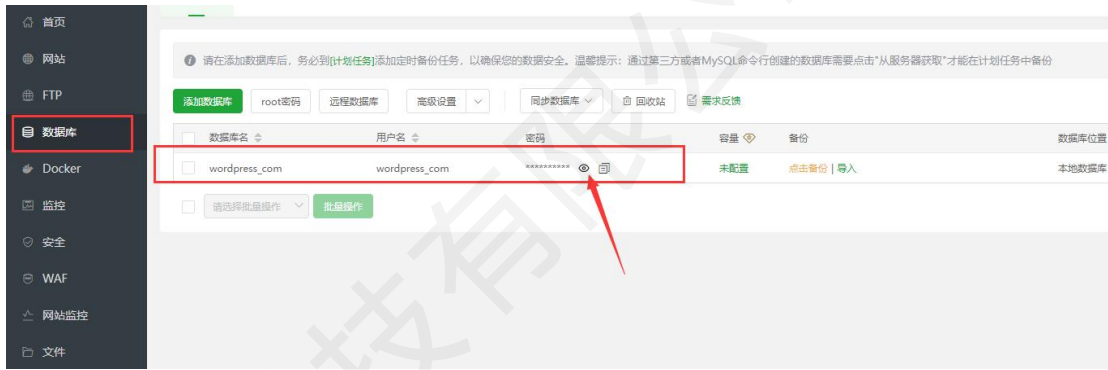 首页
网站
FTP
数据库
Docker
监控
安全
WAF
网站监控
文件
请在添加数据库后，务必到[计划任务]添加定时备份任务，以确保您的数据安全。温馨提示：通过第三方或者MySQL命令行创建的数据库需要点击"从服务器获取"才能在计划任务中备份
添加数据库 root密码 远程数据库 高级设置 同步数据库 回收站 需求反馈
数据库名 用户名 密码 容量 备份 数据库位置
wordpress_com wordpress_com ********** 未配置 点击备份 | 导入 本地数据库
请选择批量操作 批量操作
技有限公